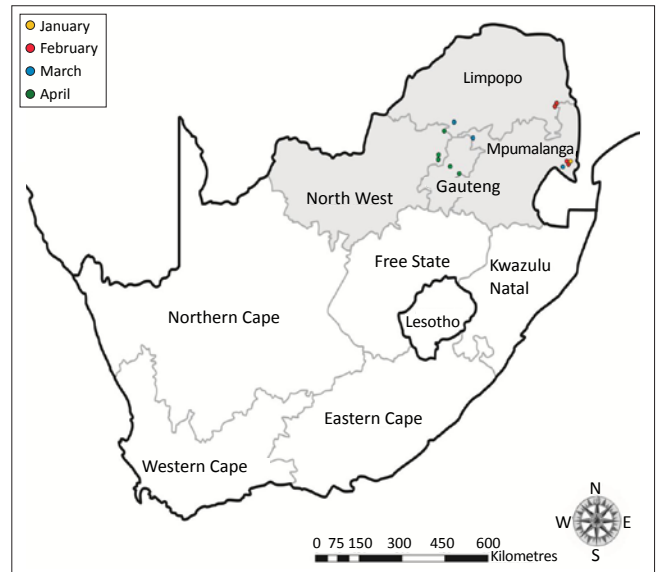 January
February
March
April
Limpopo
Mpumalanga
North West
Gauteng
Free State
Kwazulu
Natal
Northern Cape
Lesotho
Eastern Cape
Western Cape
N
W E
S
0 75 150 300 450 600
Kilometres